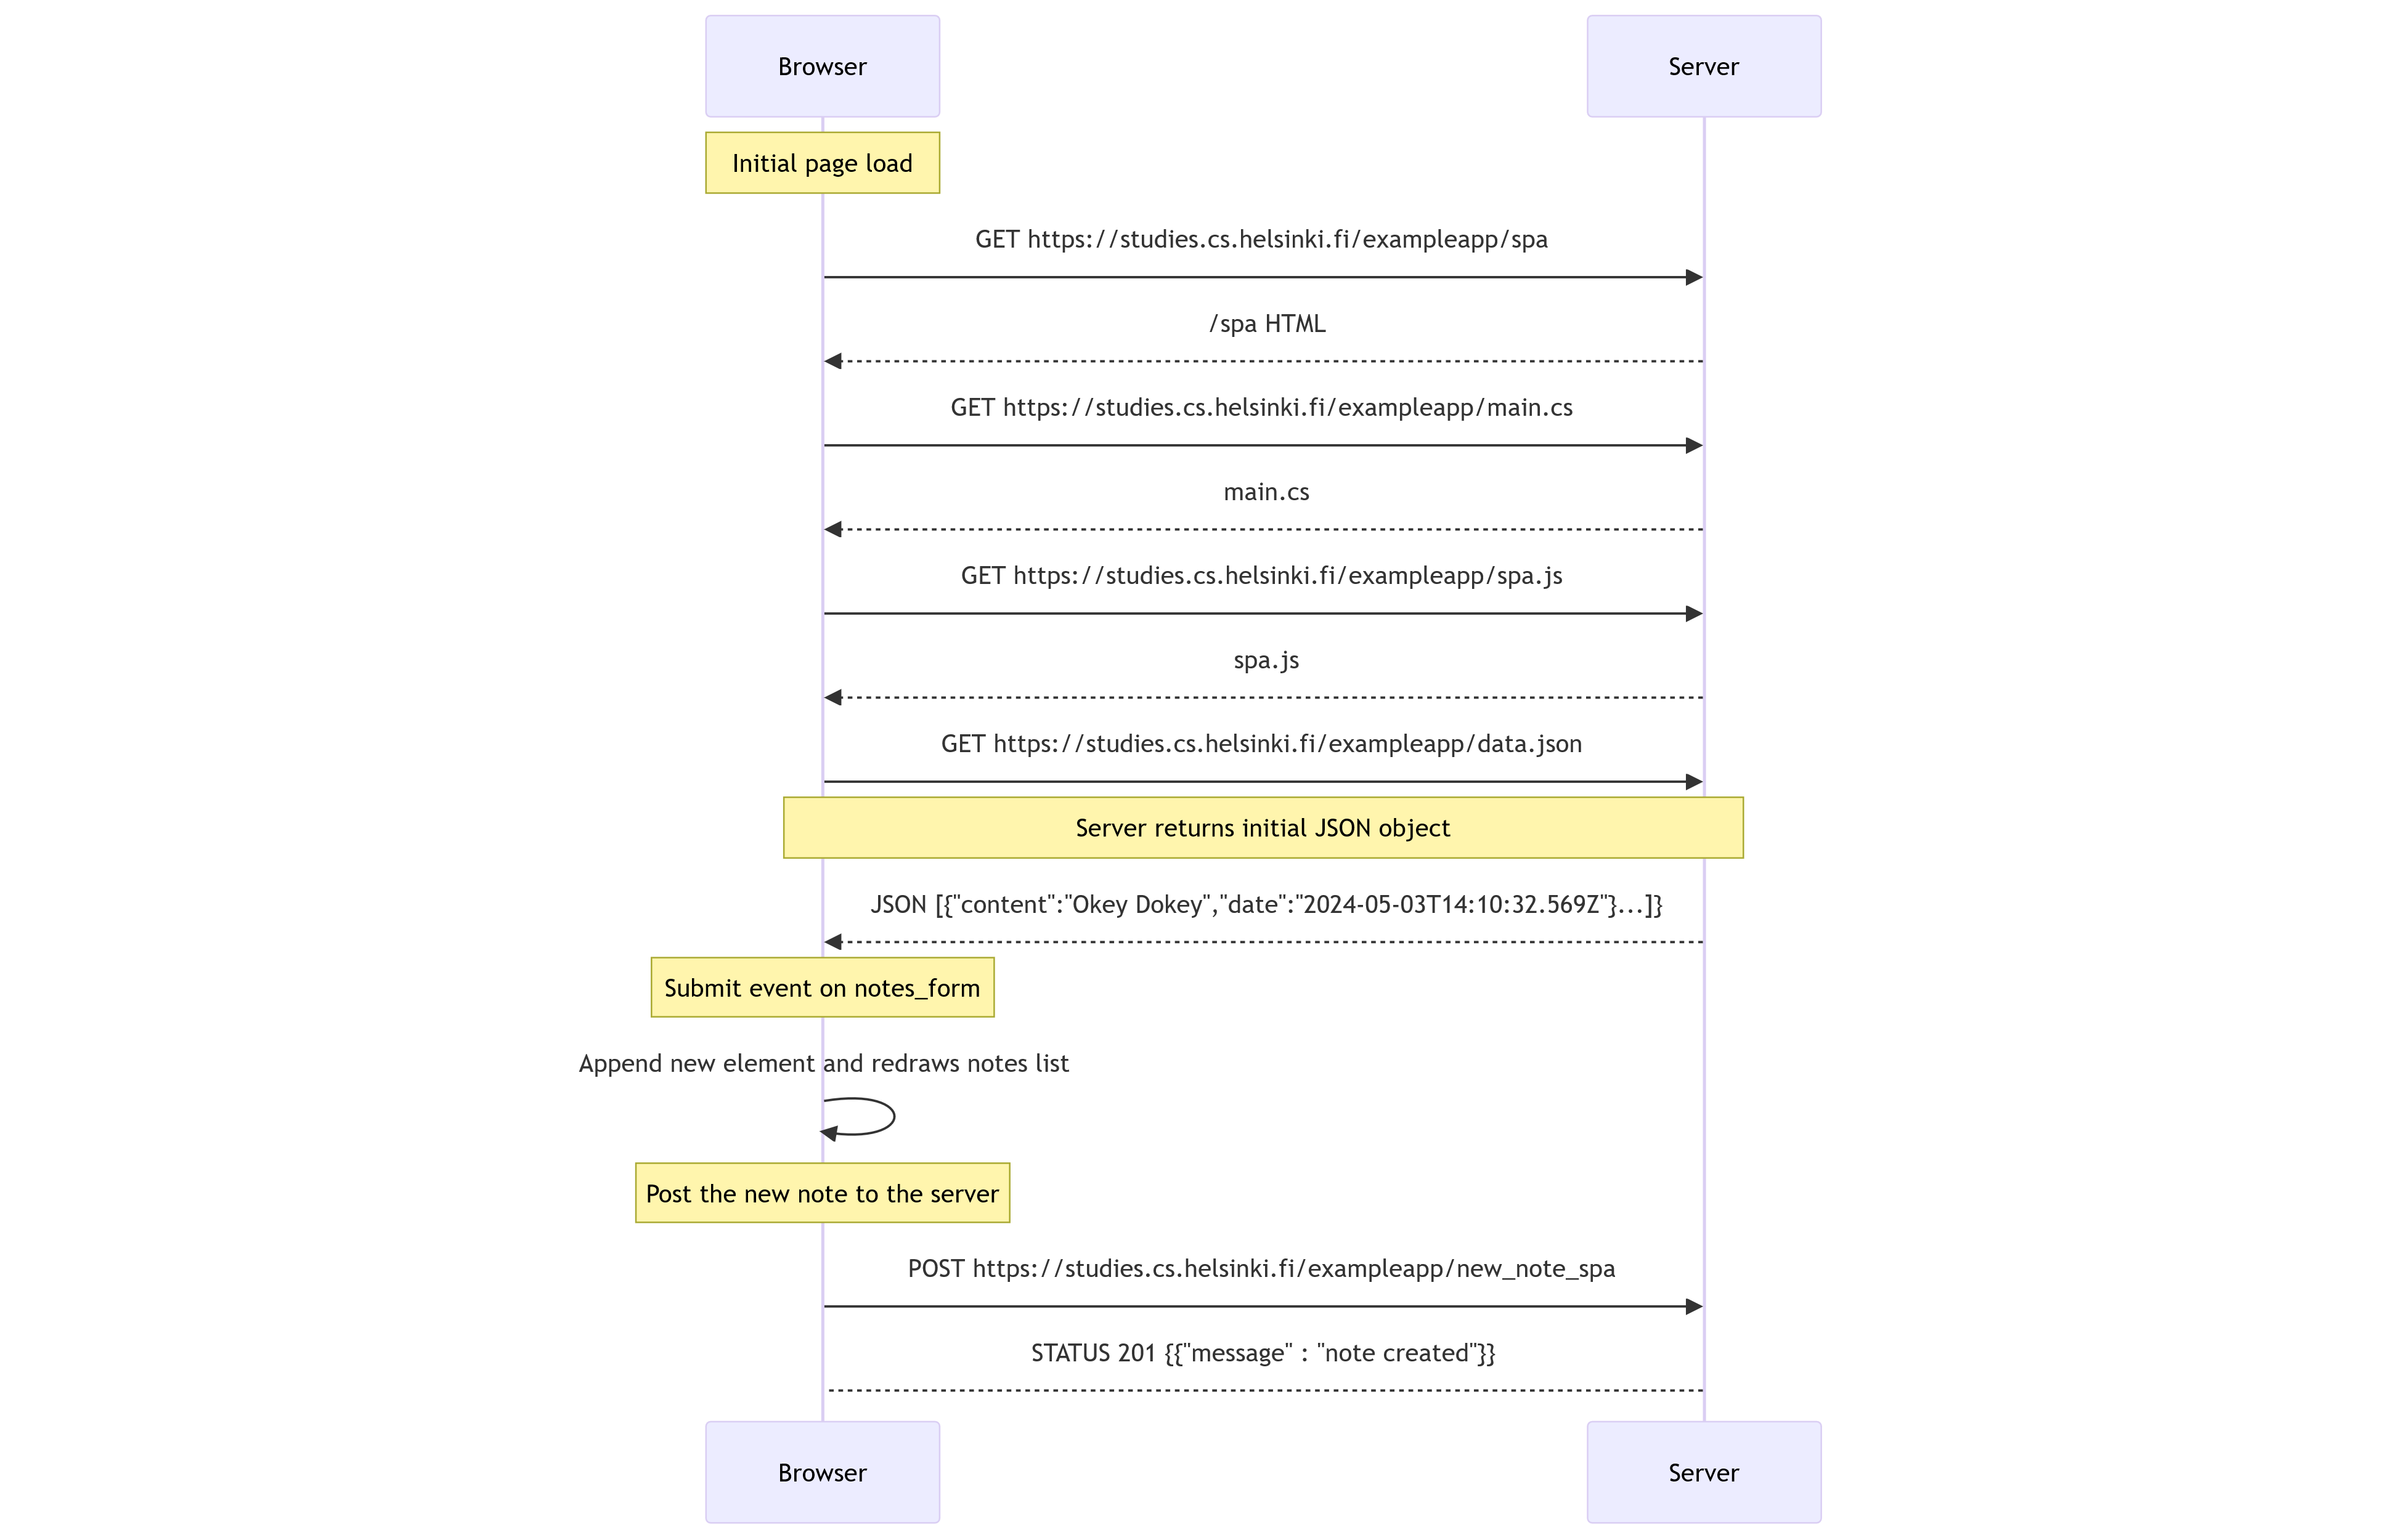 Browser
Server
Initial page load
GET https://studies.cs.helsinki.fi/exampleapp/spa
/spa HTML
GET https://studies.cs.helsinki.fi/exampleapp/main.cs
main.cs
GET https://studies.cs.helsinki.fi/exampleapp/spa.js
spa.js
GET https://studies.cs.helsinki.fi/exampleapp/data.json
Server returns initial JSON object
JSON [{"content":"Okey Dokey","date":"2024-05-03T14:10:32.569Z"}...]}
Submit event on notes_form
Append new element and redraws notes list
Post the new note to the server
POST https://studies.cs.helsinki.fi/exampleapp/new_note_spa
STATUS 201 {{"message" : "note created"}}
Browser
Server